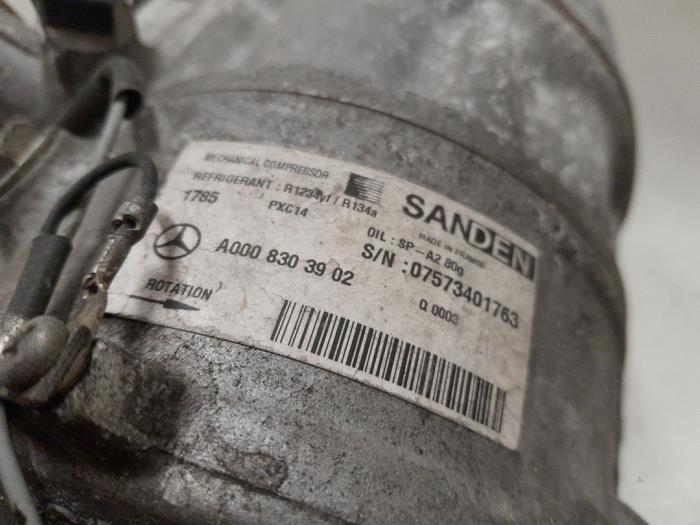 MECHANICAL COMPRESSOR
SANDEN
REFRIGERANT : R1234yf / R134a
MADE IN FRANCE
1785 PXC14
OIL : SP-A2 80g
S/N :07573401763
A000 830 39 02
Q 0003
ROTATION